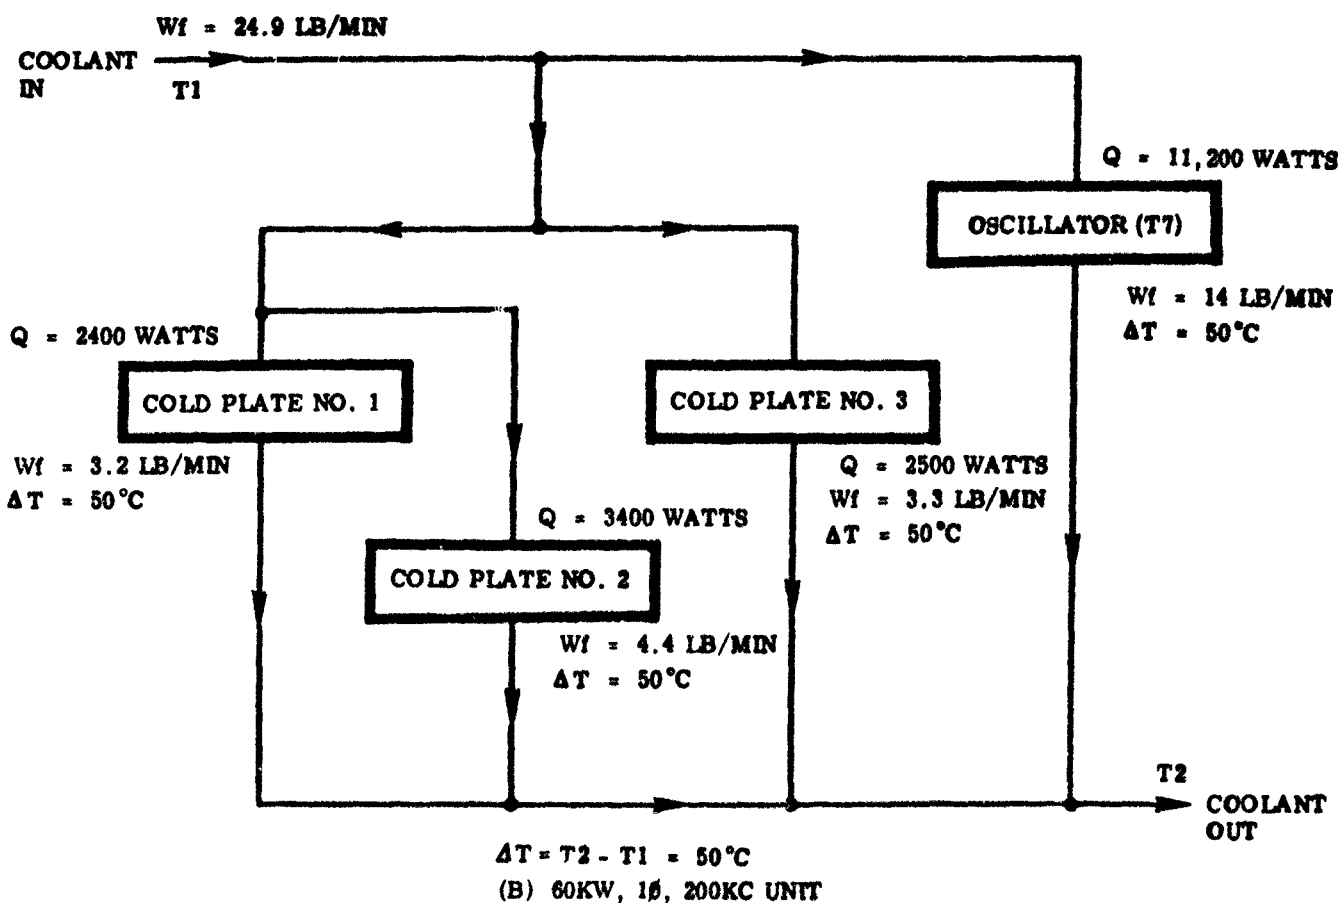 Wf = 24.9 LB/MIN
COOLANT
IN
T1
Q = 11,200 WATTS
OSCILLATOR (T7)
Wf = 14 LB/MIN
ΔT = 50°C
Q = 2400 WATTS
COLD PLATE NO. 1
Wf = 3.2 LB/MIN
ΔT = 50°C
COLD PLATE NO. 3
Q = 2500 WATTS
Wf = 3.3 LB/MIN
ΔT = 50°C
Q = 3400 WATTS
COLD PLATE NO. 2
Wf = 4.4 LB/MIN
ΔT = 50°C
T2
COOLANT
OUT
ΔT = T2 - T1 = 50°C
(B) 60KW, 1ø, 200KC UNIT